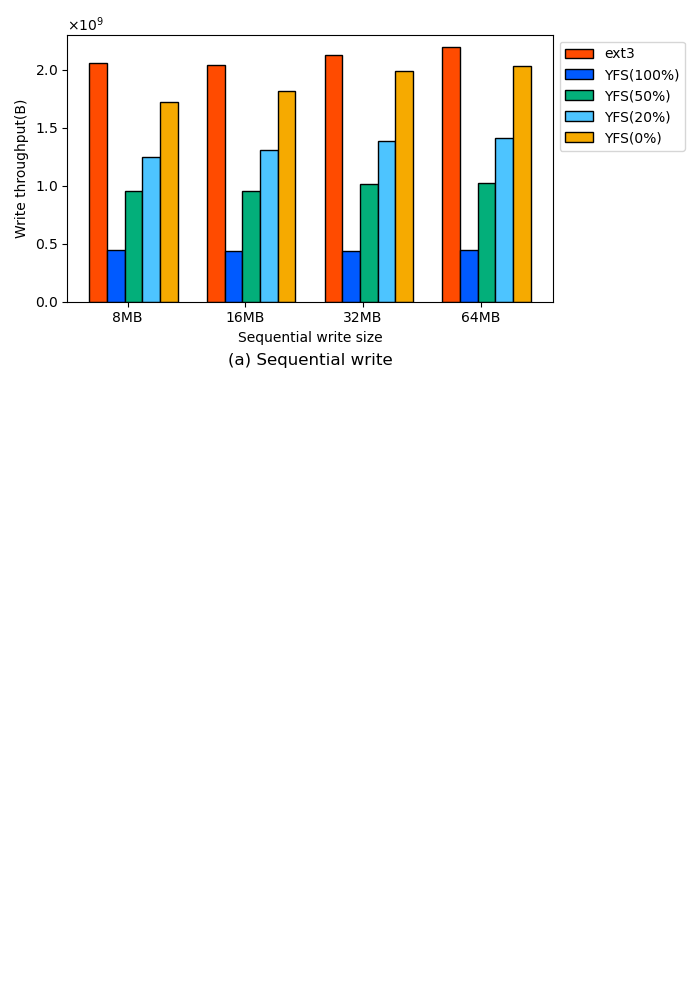 ×10⁹
2.0
1.5
1.0
0.5
0.0
Write throughput(B)
8MB 16MB 32MB 64MB
Sequential write size
(a) Sequential write
ext3
YFS(100%)
YFS(50%)
YFS(20%)
YFS(0%)